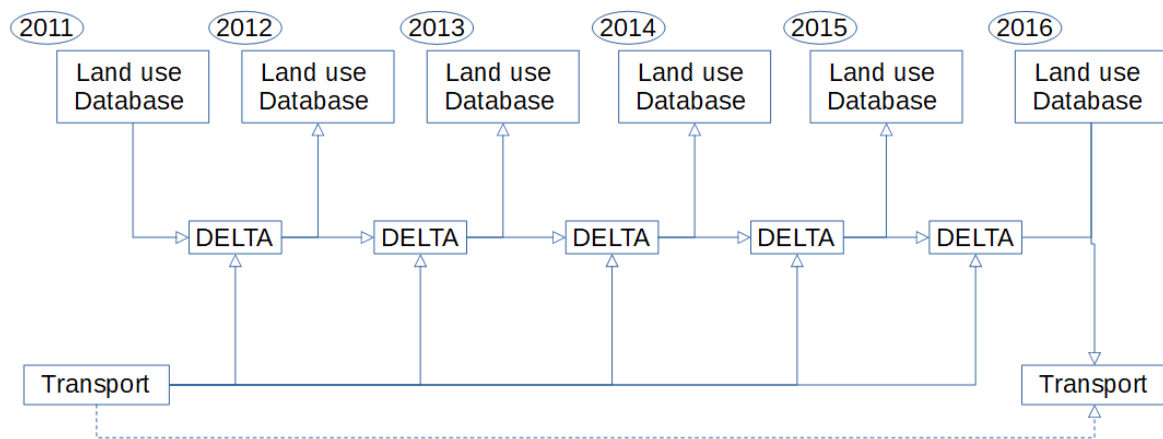 2011
2012
2013
2014
2015
2016
Land use
Database
Land use
Database
Land use
Database
Land use
Database
Land use
Database
Land use
Database
DELTA
DELTA
DELTA
DELTA
DELTA
Transport
Transport